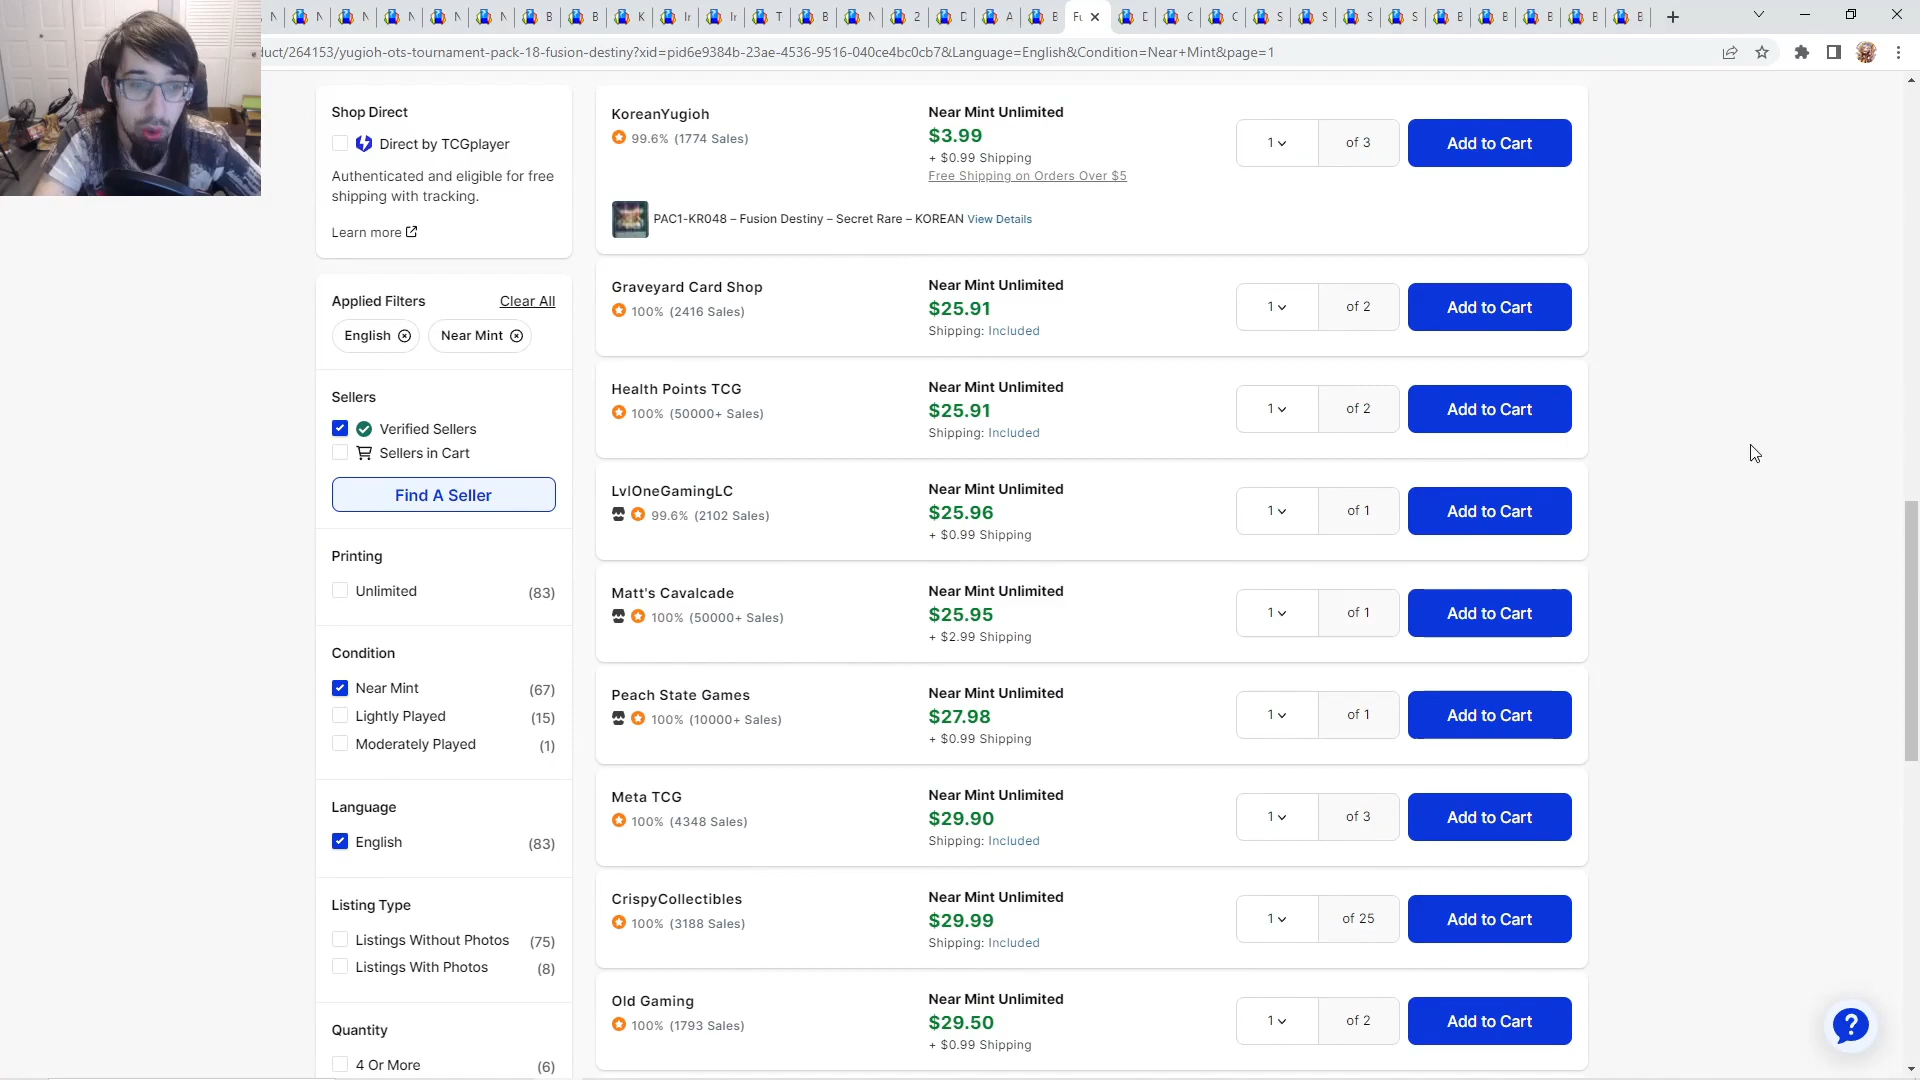 duct/264153/yugioh-ots-tournament-pack-18-fusion-destiny?xid=pid6e9384b-23ae-4536-9516-040ce4bc0cb7&Language=English&Condition=Near+Mint&page=1
Shop Direct
Direct by TCGplayer
Authenticated and eligible for free
shipping with tracking.
Learn more
Applied Filters
Clear All
English
Near Mint
Sellers
Verified Sellers
Sellers in Cart
Find A Seller
Printing
Unlimited (83)
Condition
Near Mint (67)
Lightly Played (15)
Moderately Played (1)
Language
English (83)
Listing Type
Listings Without Photos (75)
Listings With Photos (8)
Quantity
4 Or More (6)
KoreanYugioh
99.6% (1774 Sales)
Near Mint Unlimited
$3.99
+ $0.99 Shipping
Free Shipping on Orders Over $5
1 of 3
Add to Cart
PAC1-KR048 – Fusion Destiny – Secret Rare – KOREAN View Details
Graveyard Card Shop
100% (2416 Sales)
Near Mint Unlimited
$25.91
Shipping: Included
1 of 2
Add to Cart
Health Points TCG
100% (50000+ Sales)
Near Mint Unlimited
$25.91
Shipping: Included
1 of 2
Add to Cart
LvlOneGamingLC
99.6% (2102 Sales)
Near Mint Unlimited
$25.96
+ $0.99 Shipping
1 of 1
Add to Cart
Matt's Cavalcade
100% (50000+ Sales)
Near Mint Unlimited
$25.95
+ $2.99 Shipping
1 of 1
Add to Cart
Peach State Games
100% (10000+ Sales)
Near Mint Unlimited
$27.98
+ $0.99 Shipping
1 of 1
Add to Cart
Meta TCG
100% (4348 Sales)
Near Mint Unlimited
$29.90
Shipping: Included
1 of 3
Add to Cart
CrispyCollectibles
100% (3188 Sales)
Near Mint Unlimited
$29.99
Shipping: Included
1 of 25
Add to Cart
Old Gaming
100% (1793 Sales)
Near Mint Unlimited
$29.50
+ $0.99 Shipping
1 of 2
Add to Cart
?